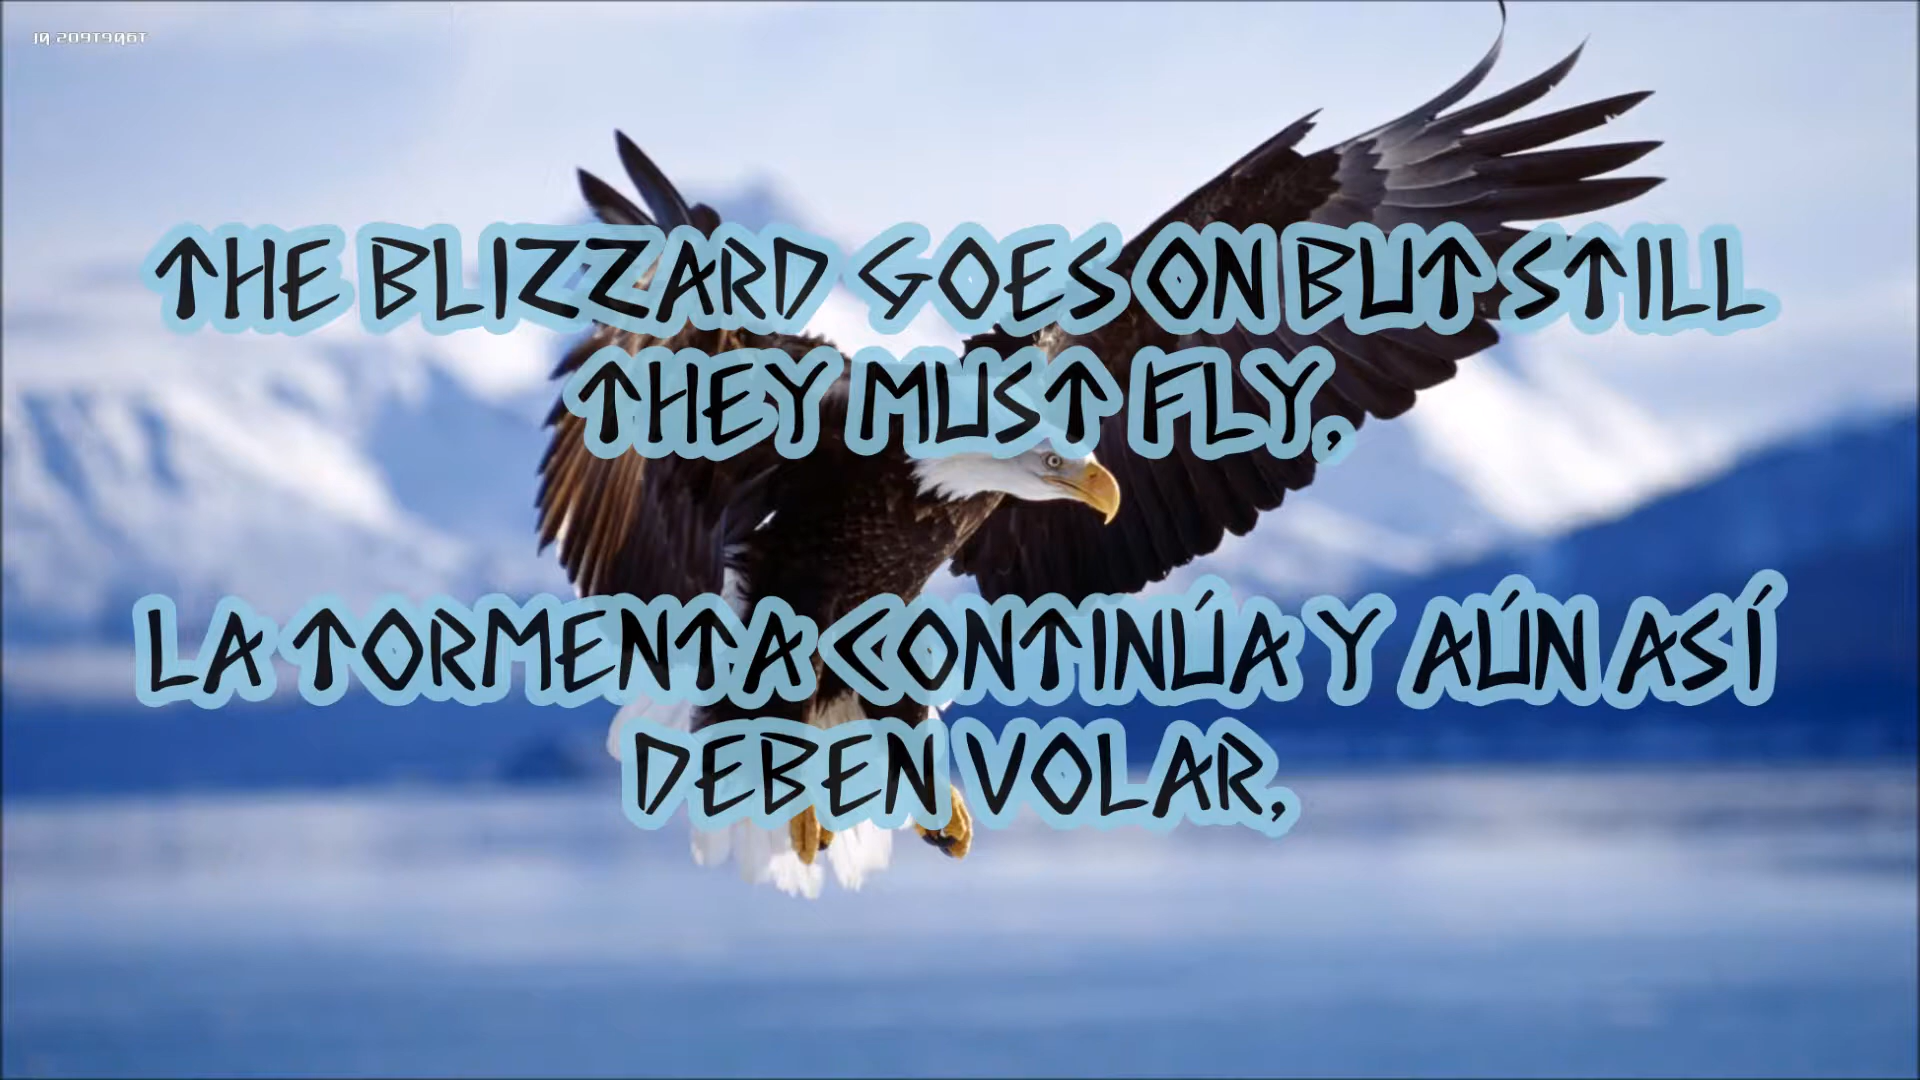 THE BLIZZARD GOES ON BUT STILL
THEY MUST FLY.
LA TORMENTA CONTINÚA Y AÚN ASÍ
DEBEN VOLAR,